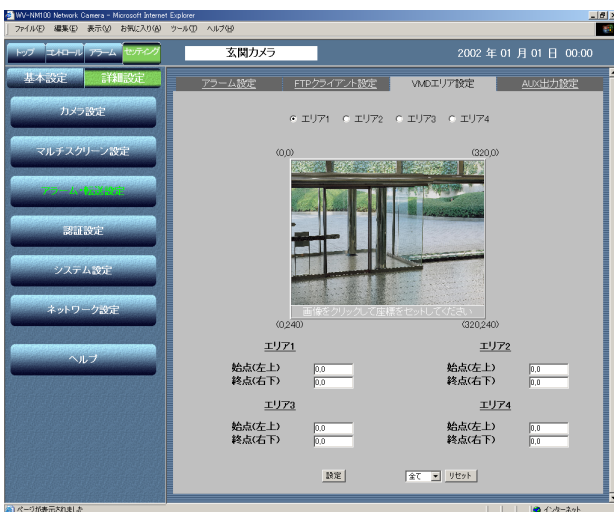 WV-NM100 Network Camera - Microsoft Internet Explorer
ファイル(F) 編集(E) 表示(V) お気に入り(A) ツール(T) ヘルプ(H)
トップ コントロール アラーム セッティング 玄関カメラ 2002 年 01 月 01 日 00:00
基本設定 詳細設定
アラーム設定 FTPクライアント設定 VMDエリア設定 AUX出力設定
カメラ設定
エリア1 エリア2 エリア3 エリア4
マルチスクリーン設定
(0,0) (320,0)
アラーム・転送設定
認証設定
システム設定
ネットワーク設定
画像をクリックして座標をセットしてください
(0,240) (320,240)
ヘルプ
エリア1 エリア2
始点(左上) 0,0 始点(左上) 0,0
終点(右下) 0,0 終点(右下) 0,0
エリア3 エリア4
始点(左上) 0,0 始点(左上) 0,0
終点(右下) 0,0 終点(右下) 0,0
設定 全て リセット
ページが表示されました インターネット